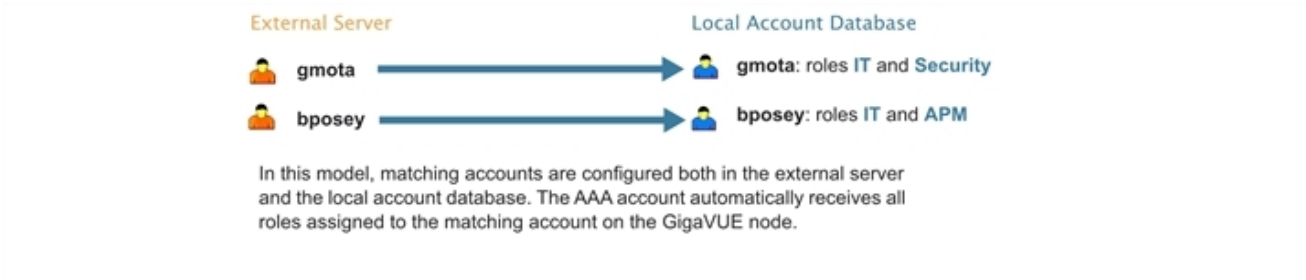 External Server Local Account Database
gmota gmota: roles IT and Security
bposey bposey: roles IT and APM
In this model, matching accounts are configured both in the external server
and the local account database. The AAA account automatically receives all
roles assigned to the matching account on the GigaVUE node.